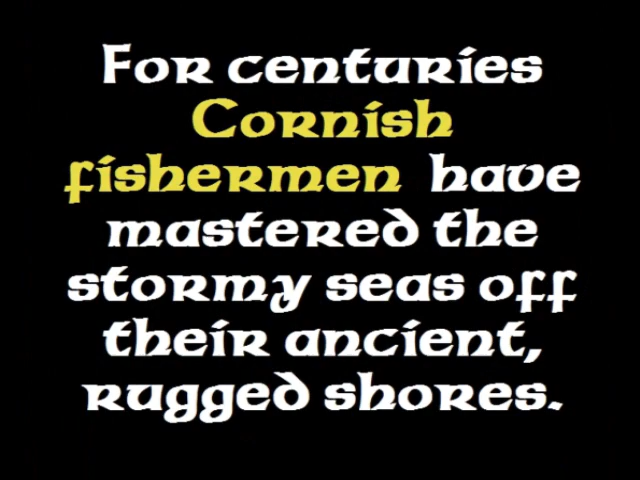 For centuries
Cornish
fishermen have
mastered the
stormy seas off
their ancient,
rugged shores.